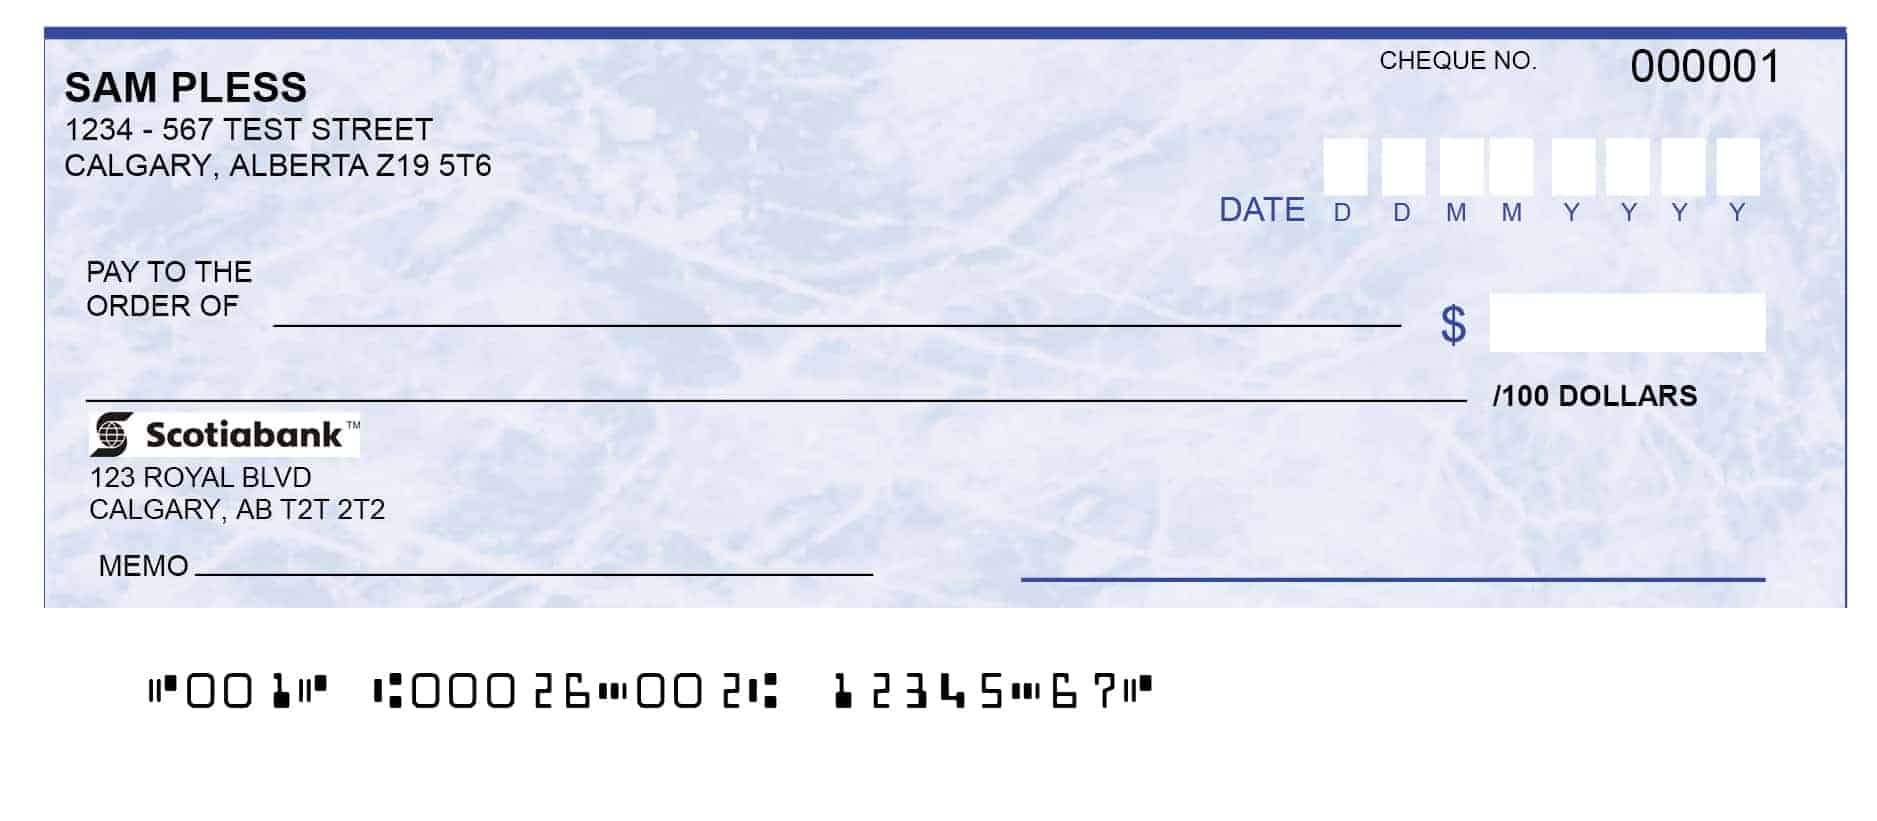 CHEQUE NO. 000001
SAM PLESS
1234 - 567 TEST STREET
CALGARY, ALBERTA Z19 5T6
DATE D D M M Y Y Y Y
PAY TO THE
ORDER OF
$
/100 DOLLARS
Scotiabank™
123 ROYAL BLVD
CALGARY, AB T2T 2T2
MEMO
⑈001⑈ ⑆00026⑉002⑆ 12345⑉67⑈